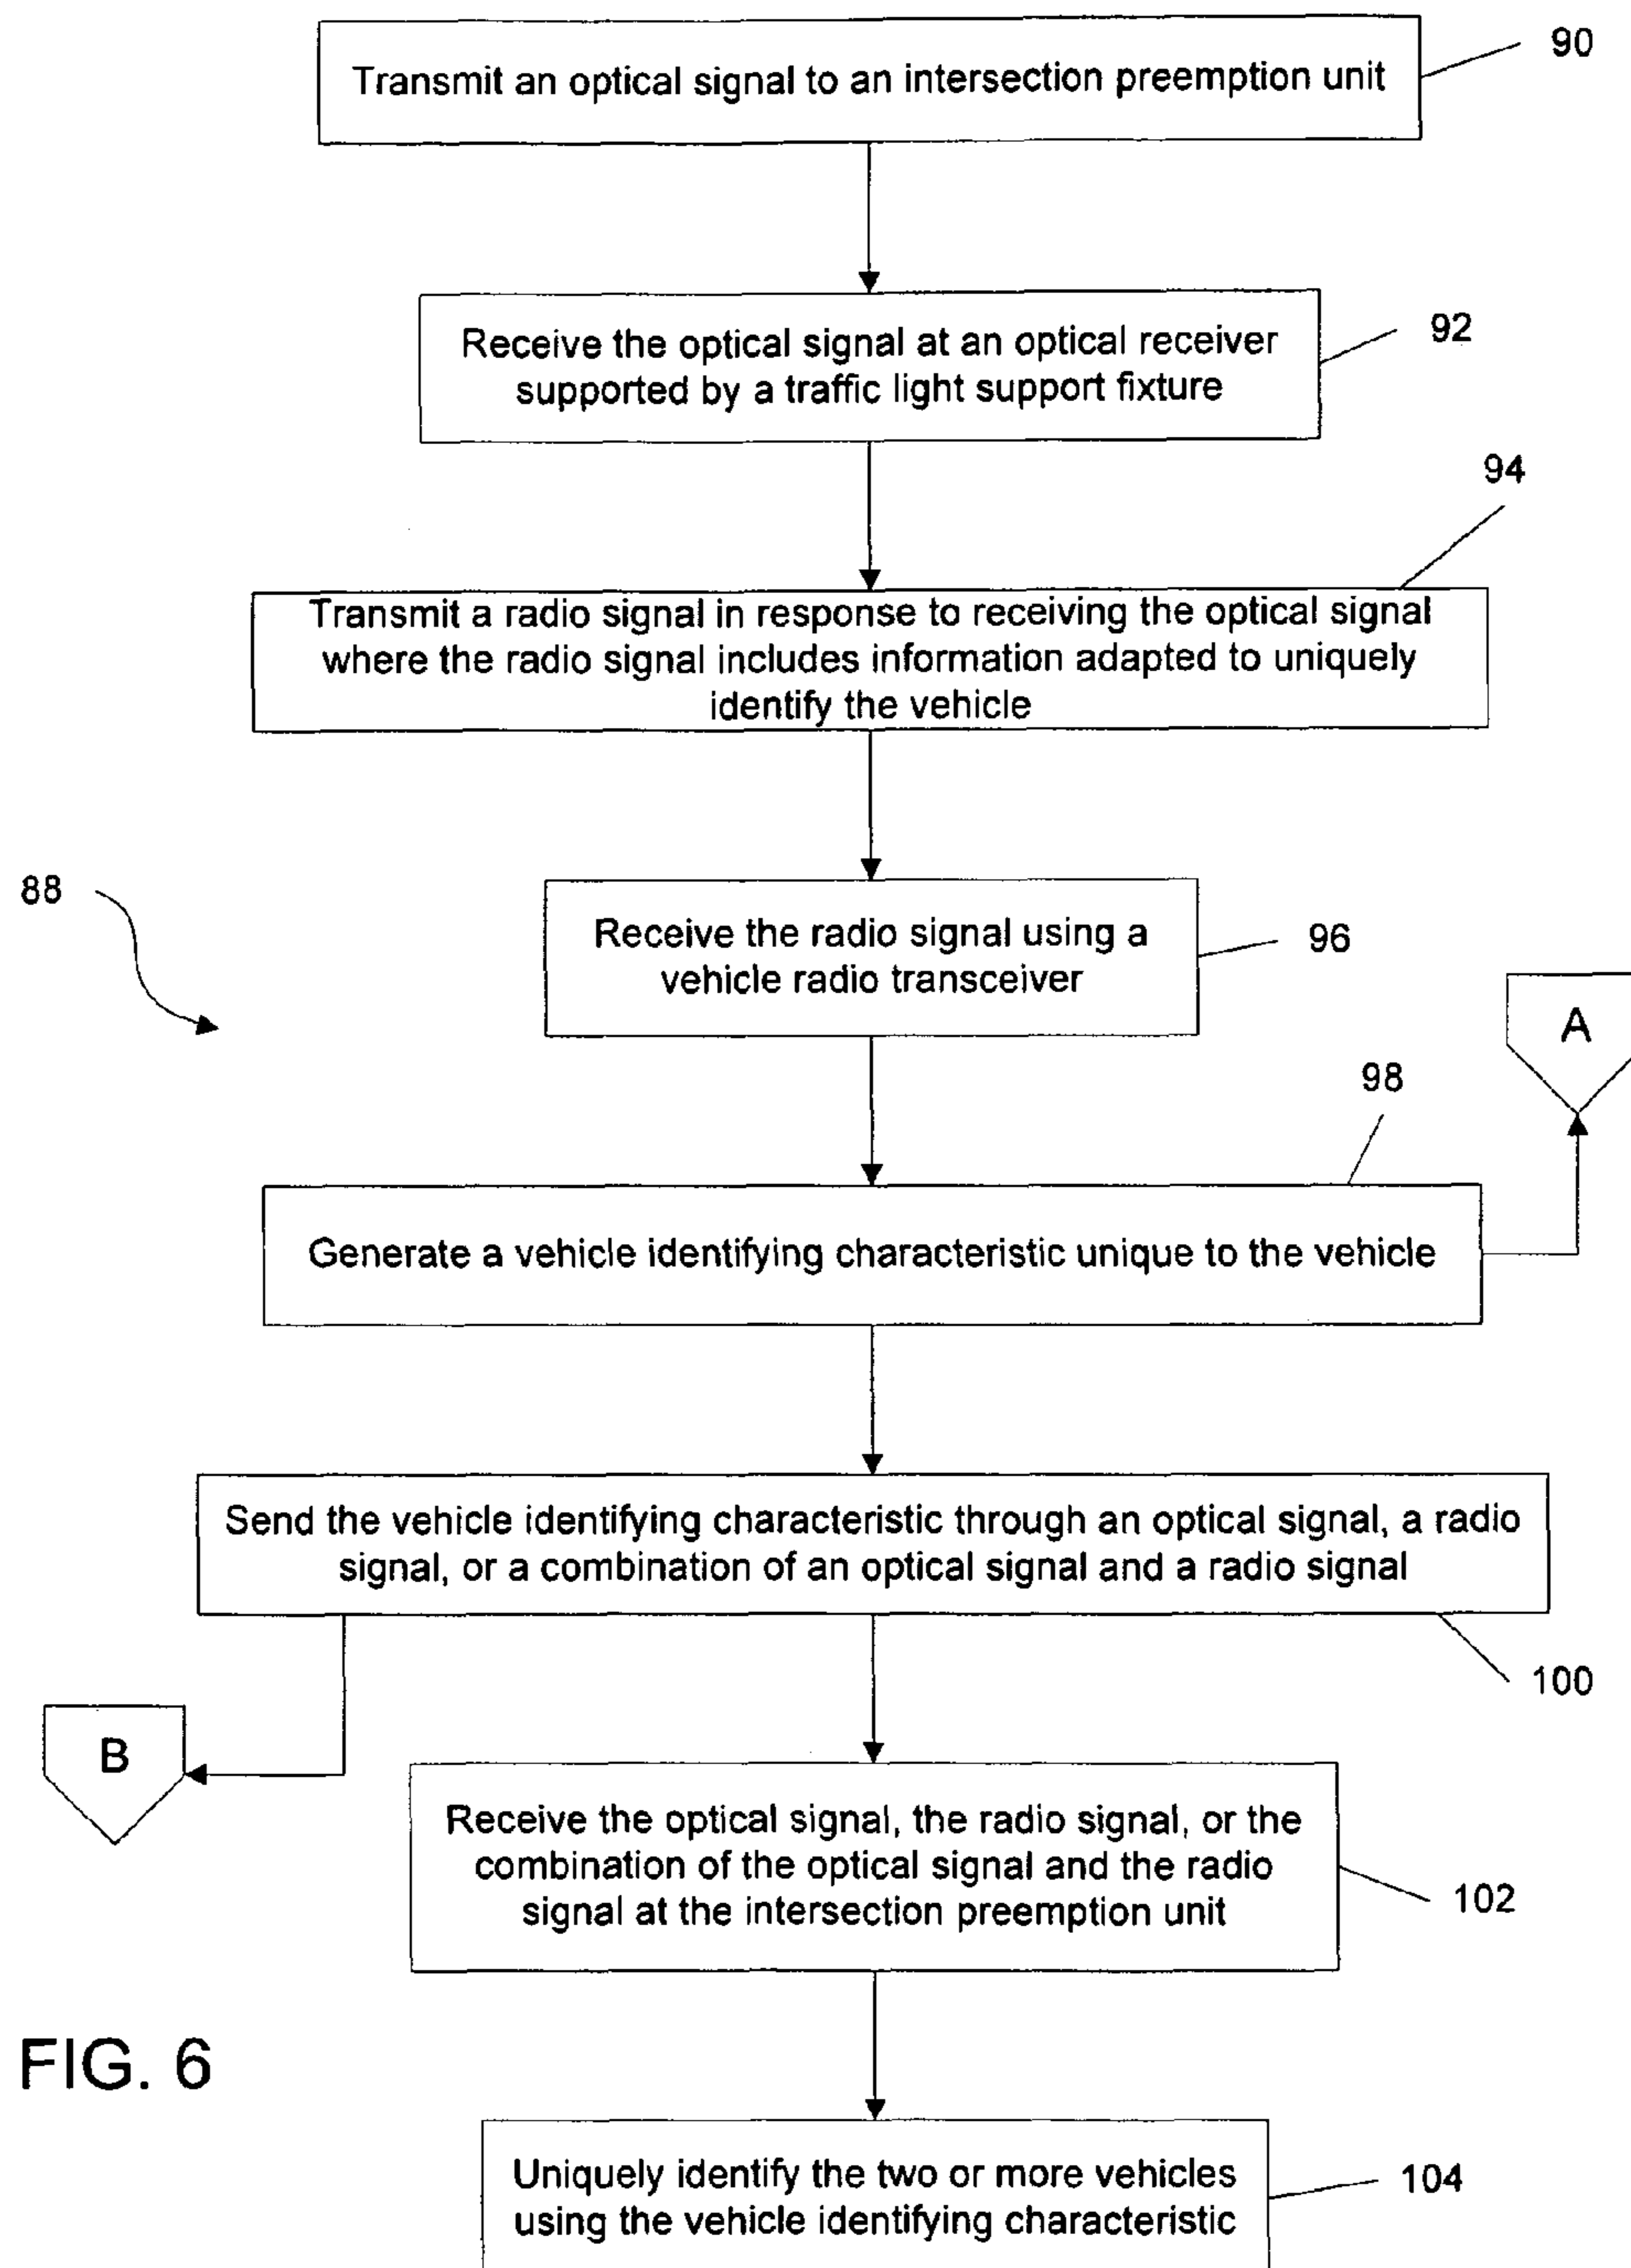 Transmit an optical signal to an intersection preemption unit
90
Receive the optical signal at an optical receiver
supported by a traffic light support fixture
92
94
Transmit a radio signal in response to receiving the optical signal
where the radio signal includes information adapted to uniquely
identify the vehicle
88
Receive the radio signal using a
vehicle radio transceiver
96
A
98
Generate a vehicle identifying characteristic unique to the vehicle
Send the vehicle identifying characteristic through an optical signal, a radio
signal, or a combination of an optical signal and a radio signal
100
B
Receive the optical signal, the radio signal, or the
combination of the optical signal and the radio
signal at the intersection preemption unit
102
FIG. 6
Uniquely identify the two or more vehicles
using the vehicle identifying characteristic
104